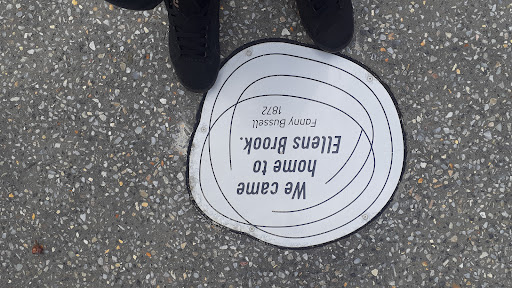 We came
home to
Ellens Brook.
Fanny Bussell
1872